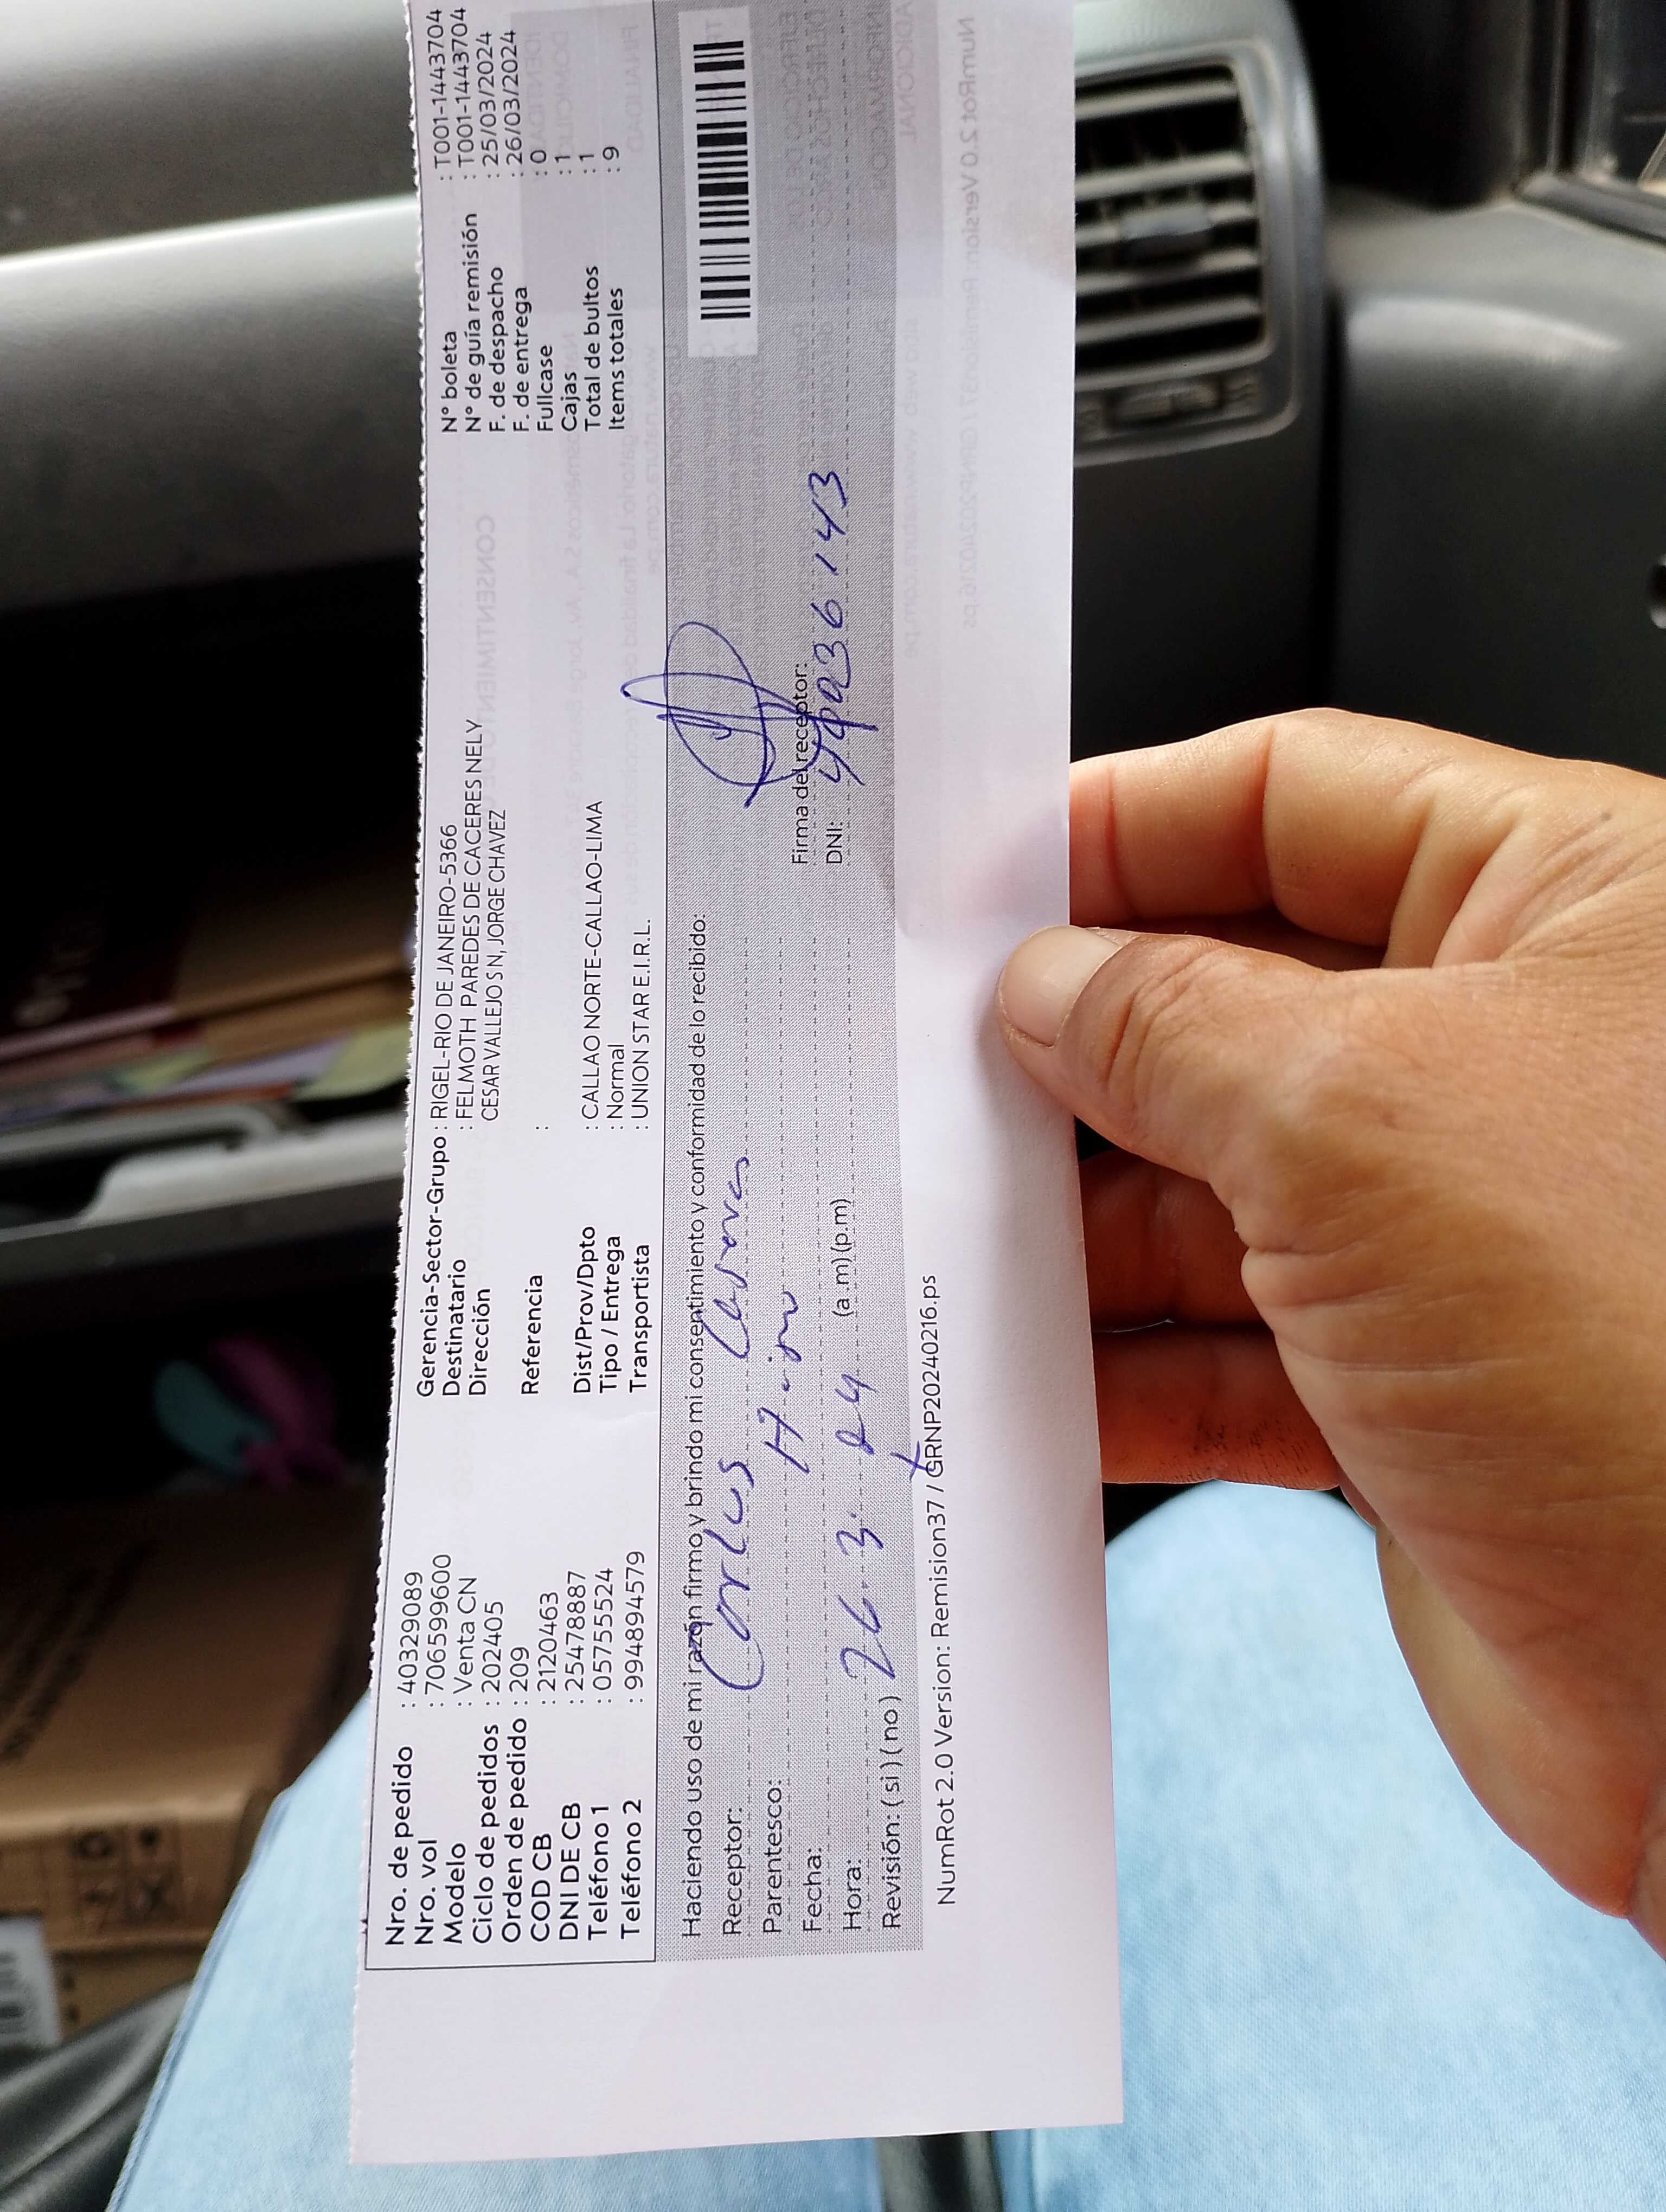 Nro. de pedido : 403299089
Nro. vol : 7065999600
Modelo : Venta CN
Ciclo de pedidos : 202405
Orden de pedido : 209
COD CB : 2120463
DNI DE CB : 25478887
Teléfono 1 : 057555524
Teléfono 2 : 994894579
Gerencia-Sector-Grupo : RIGEL-RIO DE JANEIRO-5366
Destinatario : FELMOTH PAREDES DE CACERES NELY
Dirección CESAR VALLEJO S N, JORGE CHAVEZ
Referencia :
Dist/Prov/Dpto : CALLAO NORTE-CALLAO-LIMA
Tipo / Entrega : Normal
Transportista : UNION STAR E.I.R.L.
N° boleta : T001-1443704
N° de guía remisión : T001-1443704
F. de despacho : 25/03/2024
F. de entrega : 26/03/2024
Fullcase : 0
Cajas : 1
Total de bultos : 1
Items totales : 9
Haciendo uso de mi razón firmo y brindo mi consentimiento y conformidad de lo recibido:
Receptor: Carlos
Parentesco:
Fecha: 26.3.24
Hora: (a .m) (p.m)
Revisión: ( si ) ( no )
Firma del receptor:
DNI:
NumRot 2.0 Version: Remision37 / GRNP20240216.ps